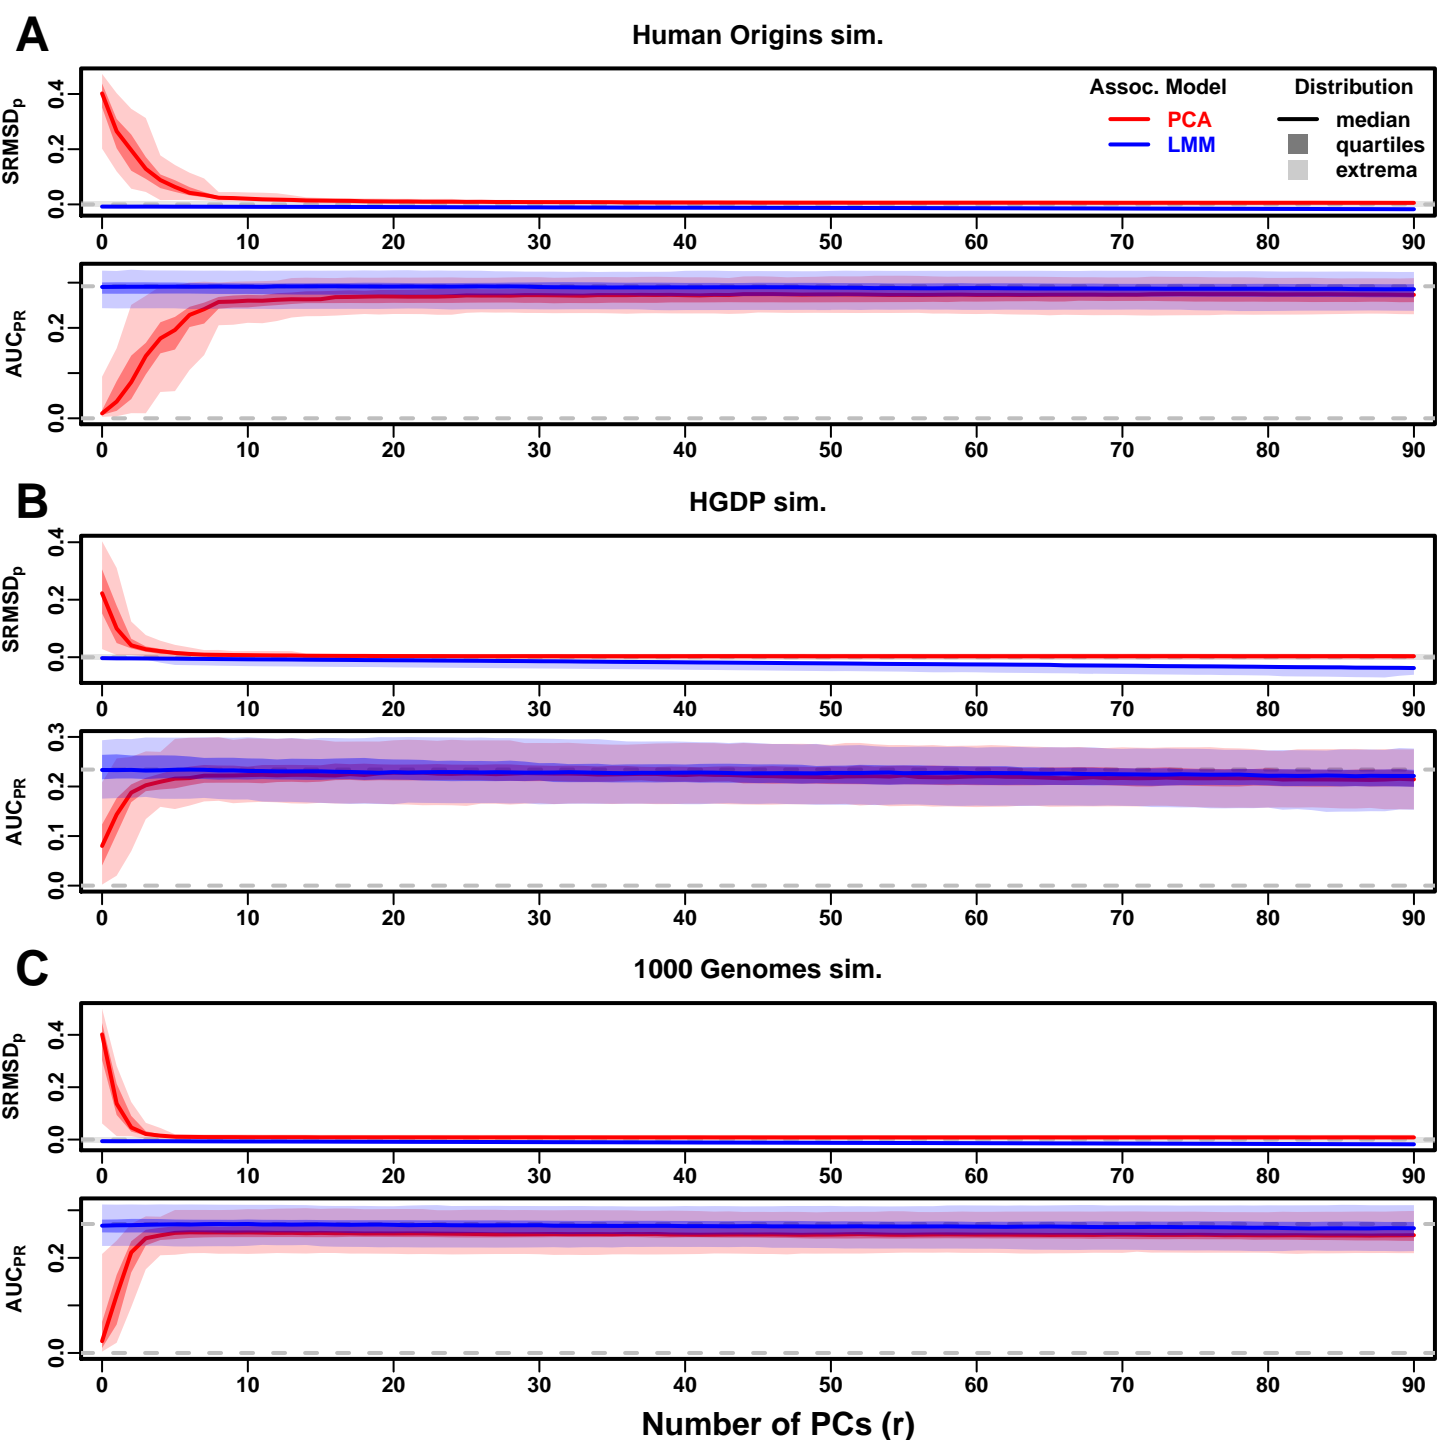 A
Human Origins sim.
SRMSDp
0.0 0.2 0.4
Assoc. Model
PCA
LMM
Distribution
median
quartiles
extrema
0 10 20 30 40 50 60 70 80 90
AUCPR
0.0 0.2
0 10 20 30 40 50 60 70 80 90
B
HGDP sim.
SRMSDp
0.0 0.2 0.4
0 10 20 30 40 50 60 70 80 90
AUCPR
0.0 0.1 0.2 0.3
0 10 20 30 40 50 60 70 80 90
C
1000 Genomes sim.
SRMSDp
0.0 0.2 0.4
0 10 20 30 40 50 60 70 80 90
AUCPR
0.0 0.2
0 10 20 30 40 50 60 70 80 90
Number of PCs (r)